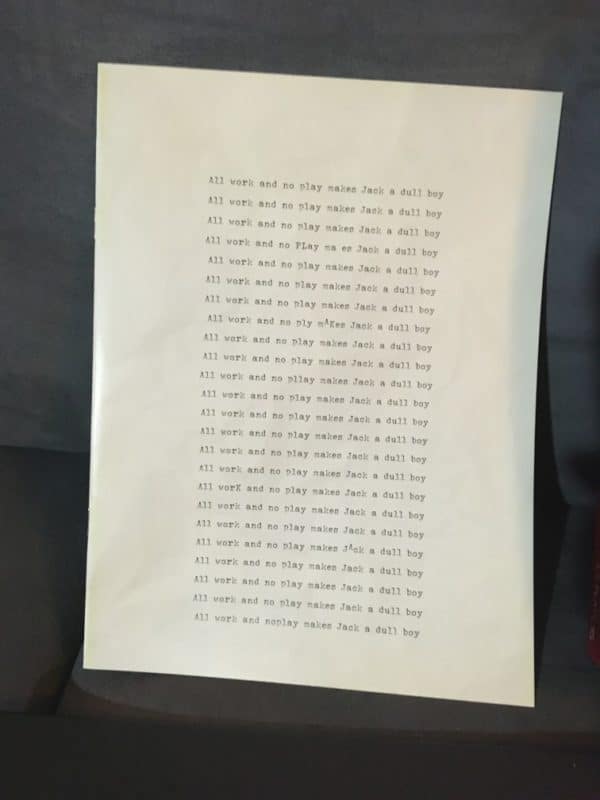 All work and no play makes Jack a dull boy
All work and no play makes Jack a dull boy
All work and no play makes Jack a dull boy
All work and no PLay ma es Jack a dull boy
All work and no play makes Jack a dull boy
All work and no play makes Jack a dull boy
All work and no play makes Jack a dull boy
All work and no ply mAKes Jack a dull boy
All work and no play makes Jack a dull boy
All work and no play makes Jack a dull boy
All work and no pllay makes Jack a dull boy
All work and no play makes Jack a dull boy
All work and no play makes Jack a dull boy
All work and no play makes Jack a dull boy
All work and no play makes Jack a dull boy
All work and no play makes Jack a dull boy
All vorK and no play makes Jack a dull boy
All work and no play makes Jack a dull boy
All work and no play makes Jack a dull boy
All work and no play makes JAck a dull boy
All work and no play makes Jack a dull boy
All work and no play makes Jack a dull boy
All work and no play makes Jack a dull boy
All work and noplay makes Jack a dull boy